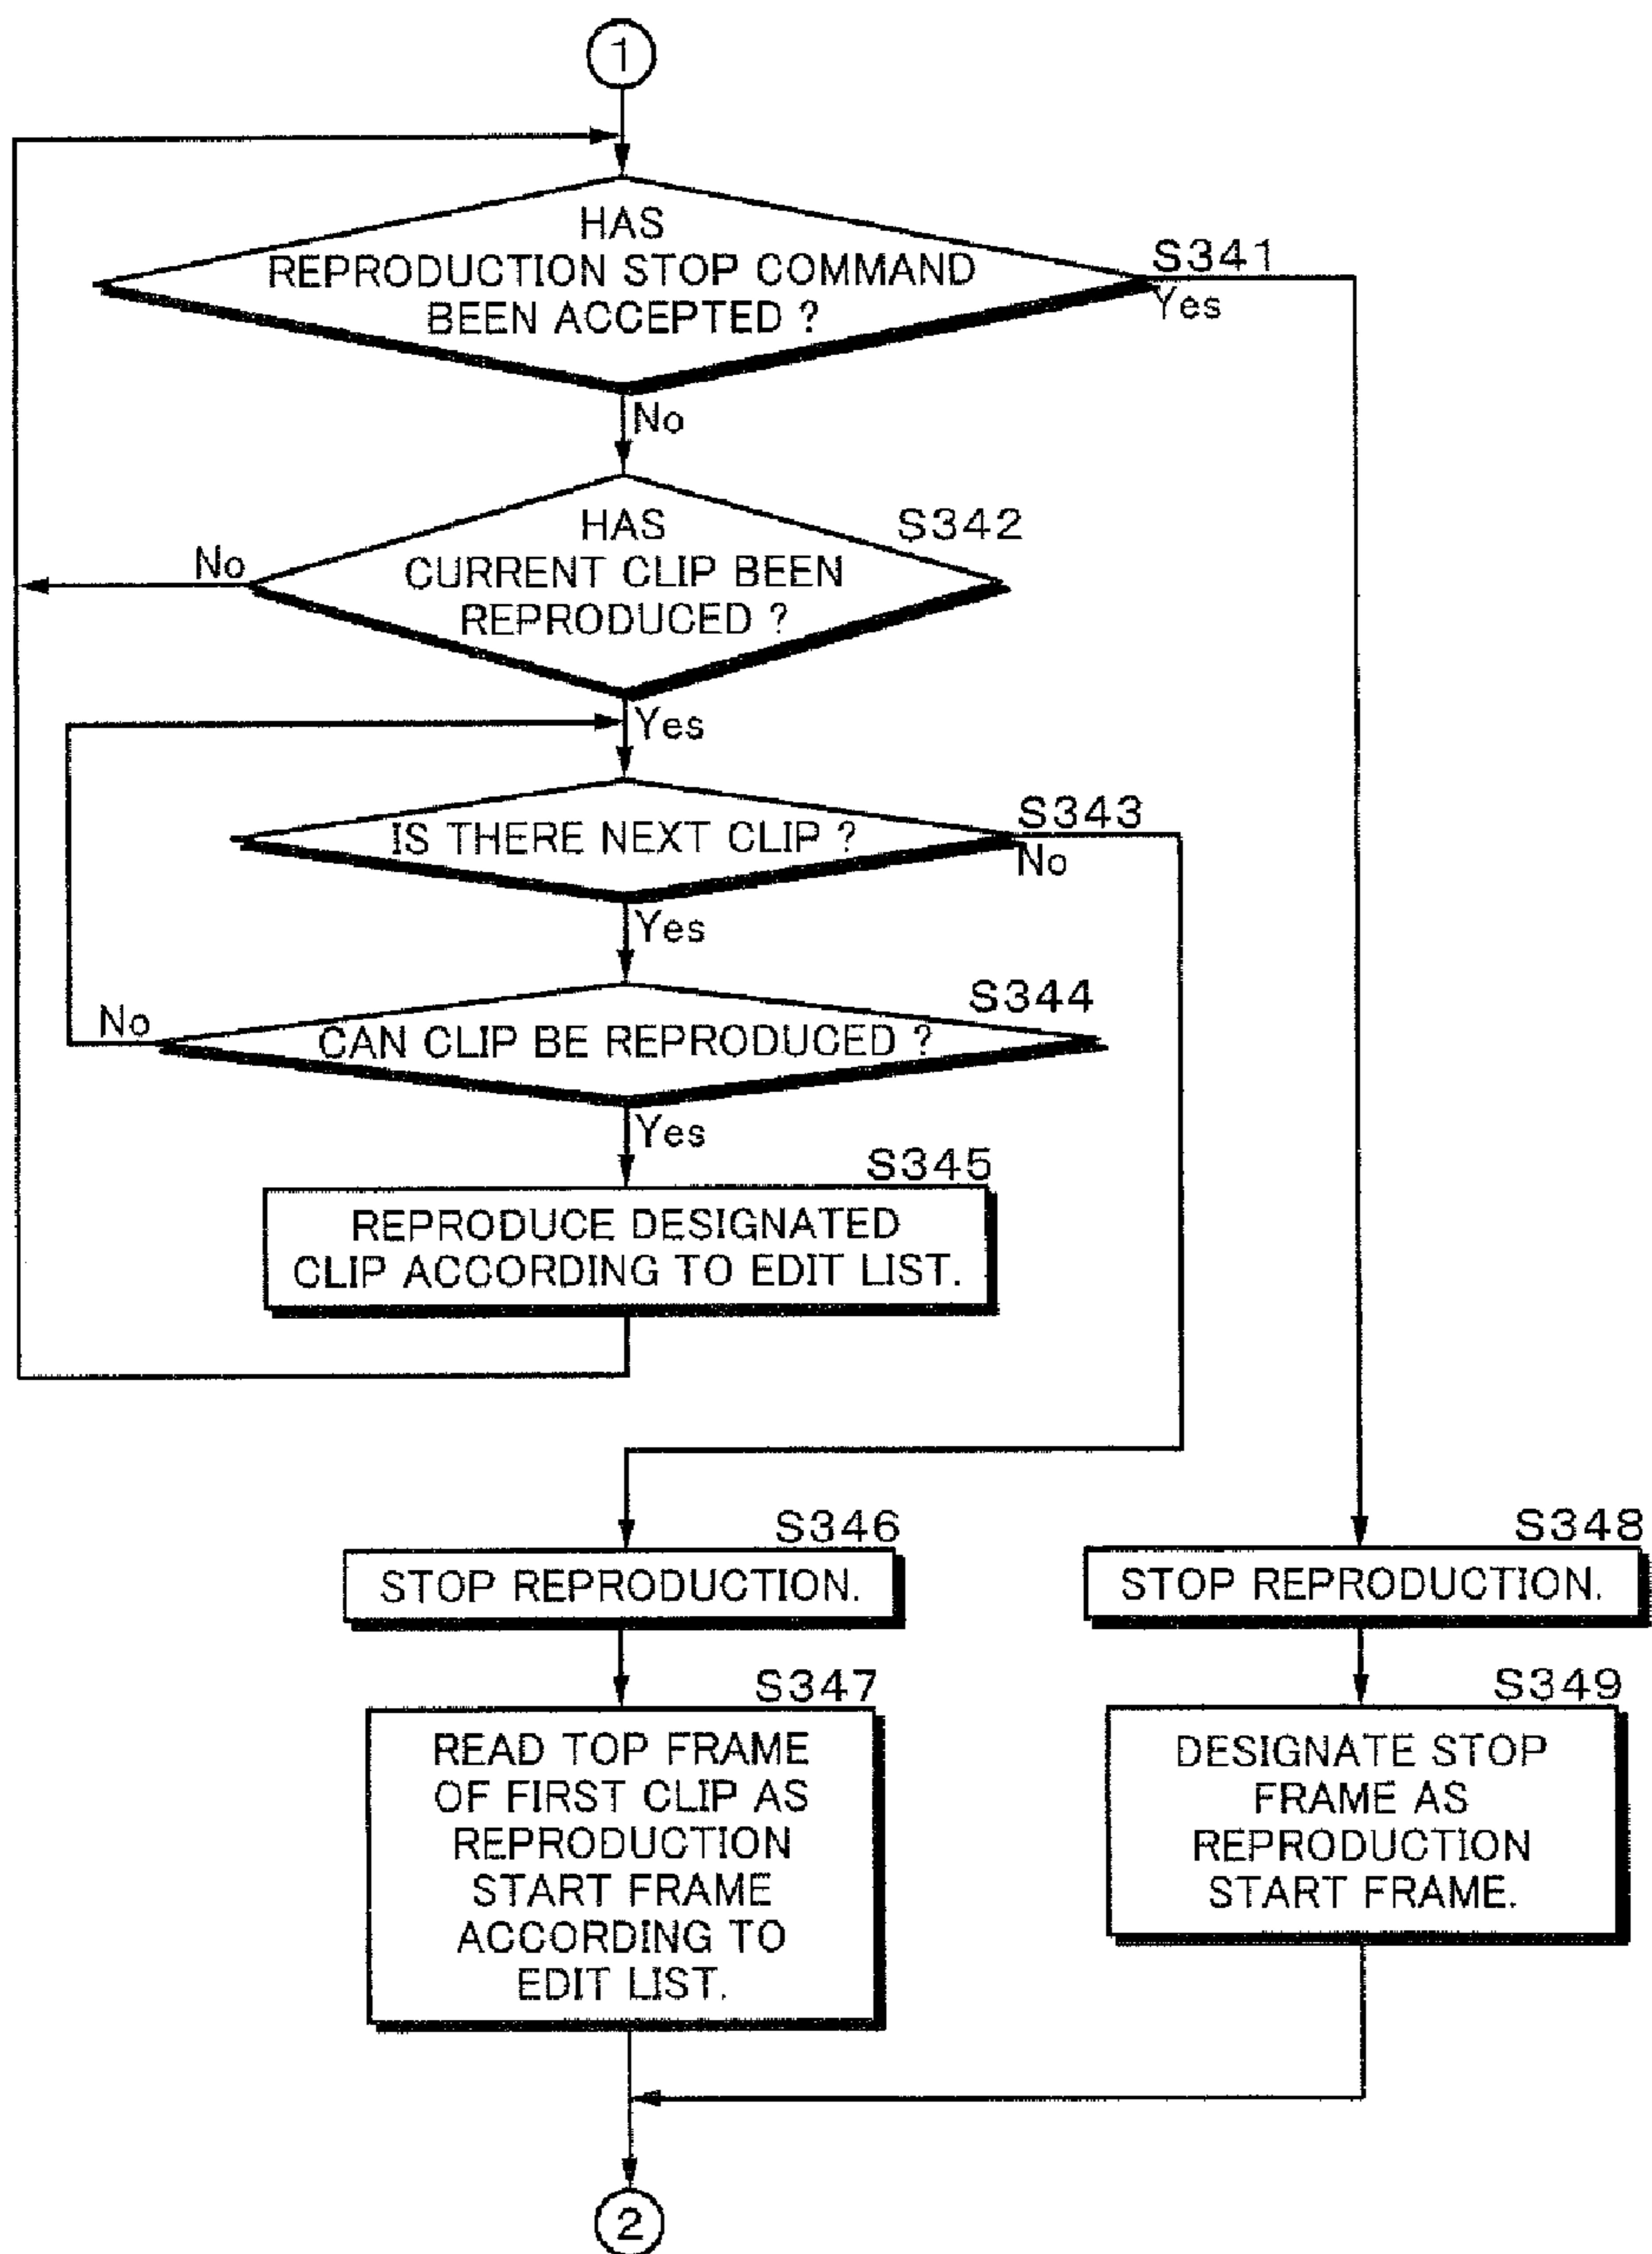 1
HAS
REPRODUCTION STOP COMMAND
BEEN ACCEPTED ?
S341
Yes
No
HAS
CURRENT CLIP BEEN
REPRODUCED ?
S342
No
Yes
IS THERE NEXT CLIP ?
S343
No
Yes
CAN CLIP BE REPRODUCED ?
S344
No
Yes
S345
REPRODUCE DESIGNATED
CLIP ACCORDING TO EDIT LIST.
S346
STOP REPRODUCTION.
S348
STOP REPRODUCTION.
S347
READ TOP FRAME
OF FIRST CLIP AS
REPRODUCTION
START FRAME
ACCORDING TO
EDIT LIST.
S349
DESIGNATE STOP
FRAME AS
REPRODUCTION
START FRAME.
2